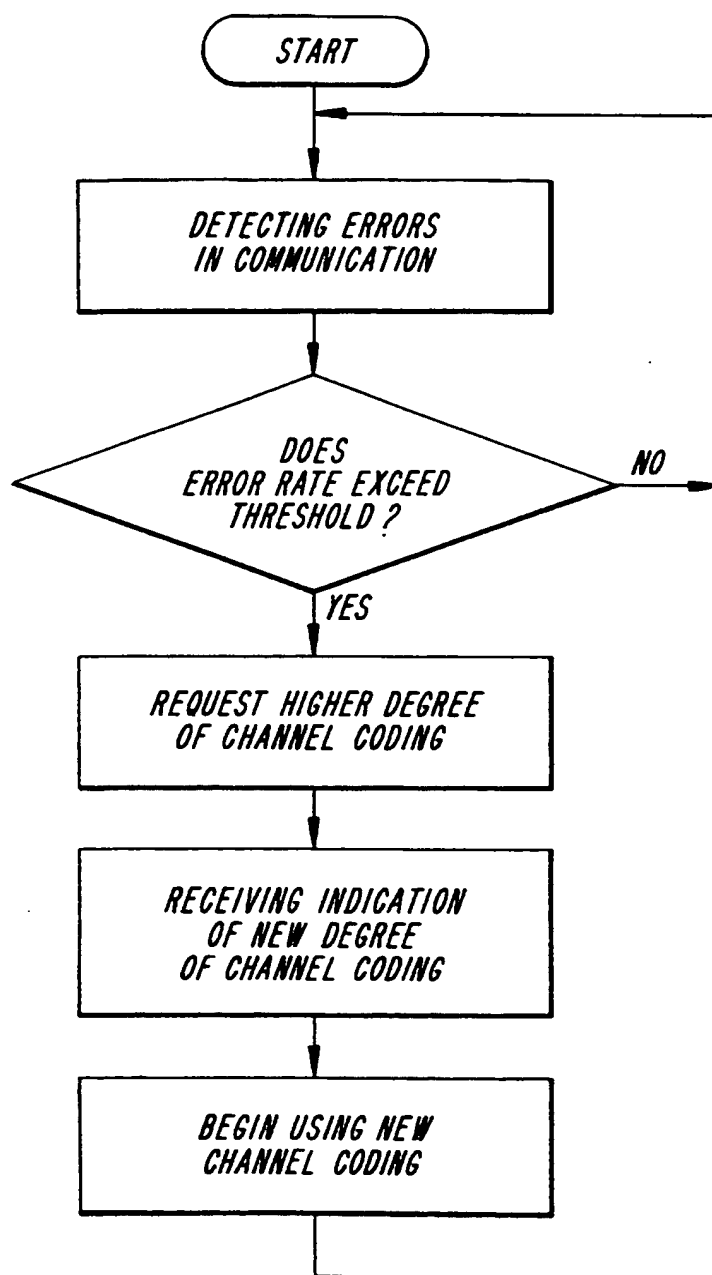 START
DETECTING ERRORS
IN COMMUNICATION
DOES
ERROR RATE EXCEED
THRESHOLD?
NO
YES
REQUEST HIGHER DEGREE
OF CHANNEL CODING
RECEIVING INDICATION
OF NEW DEGREE
OF CHANNEL CODING
BEGIN USING NEW
CHANNEL CODING